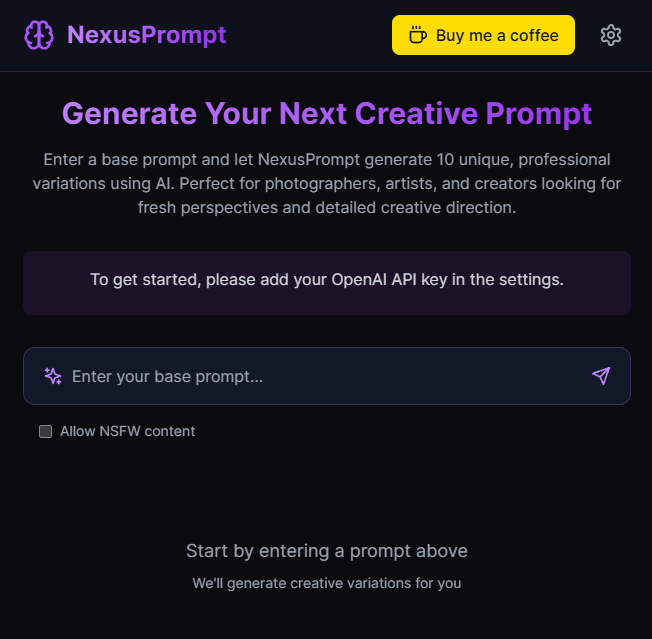 NexusPrompt
Buy me a coffee
Generate Your Next Creative Prompt
Enter a base prompt and let NexusPrompt generate 10 unique, professional
variations using AI. Perfect for photographers, artists, and creators looking for
fresh perspectives and detailed creative direction.
To get started, please add your OpenAI API key in the settings.
Enter your base prompt...
Allow NSFW content
Start by entering a prompt above
We'll generate creative variations for you